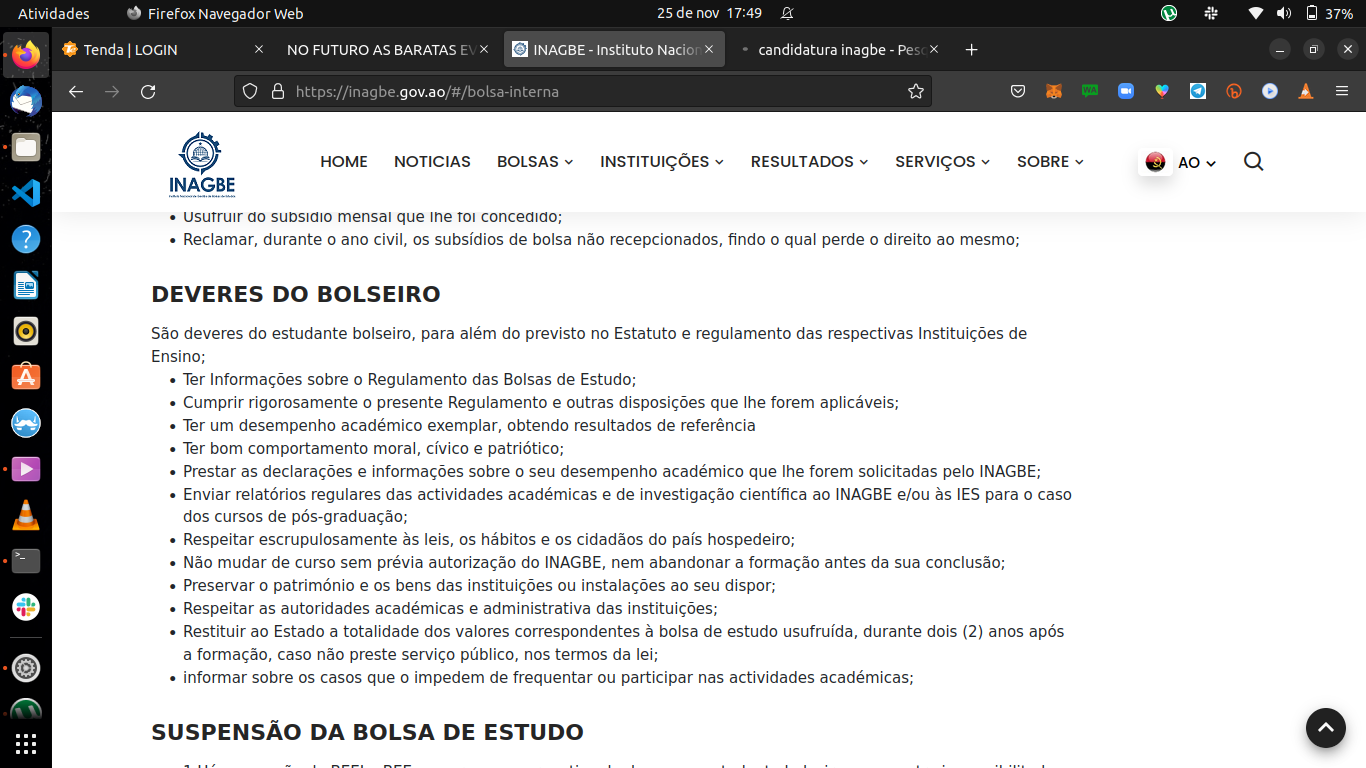 Atividades
Firefox Navegador Web
25 de nov 17:49
37%
Tenda | LOGIN
NO FUTURO AS BARATAS EV
INAGBE - Instituto Nacion
candidatura inagbe - Pesq
https://inagbe.gov.ao/#/bolsa-interna
INAGBE
HOME
NOTICIAS
BOLSAS
INSTITUIÇÕES
RESULTADOS
SERVIÇOS
SOBRE
AO
• Usufruir do subsídio mensal que lhe foi concedido;
• Reclamar, durante o ano civil, os subsídios de bolsa não recepcionados, findo o qual perde o direito ao mesmo;
DEVERES DO BOLSEIRO
São deveres do estudante bolseiro, para além do previsto no Estatuto e regulamento das respectivas Instituições de
Ensino;
• Ter Informações sobre o Regulamento das Bolsas de Estudo;
• Cumprir rigorosamente o presente Regulamento e outras disposições que lhe forem aplicáveis;
• Ter um desempenho académico exemplar, obtendo resultados de referência
• Ter bom comportamento moral, cívico e patriótico;
• Prestar as declarações e informações sobre o seu desempenho académico que lhe forem solicitadas pelo INAGBE;
• Enviar relatórios regulares das actividades académicas e de investigação científica ao INAGBE e/ou às IES para o caso
dos cursos de pós-graduação;
• Respeitar escrupulosamente às leis, os hábitos e os cidadãos do país hospedeiro;
• Não mudar de curso sem prévia autorização do INAGBE, nem abandonar a formação antes da sua conclusão;
• Preservar o património e os bens das instituições ou instalações ao seu dispor;
• Respeitar as autoridades académicas e administrativa das instituições;
• Restituir ao Estado a totalidade dos valores correspondentes à bolsa de estudo usufruída, durante dois (2) anos após
a formação, caso não preste serviço público, nos termos da lei;
• informar sobre os casos que o impedem de frequentar ou participar nas actividades académicas;
SUSPENSÃO DA BOLSA DE ESTUDO